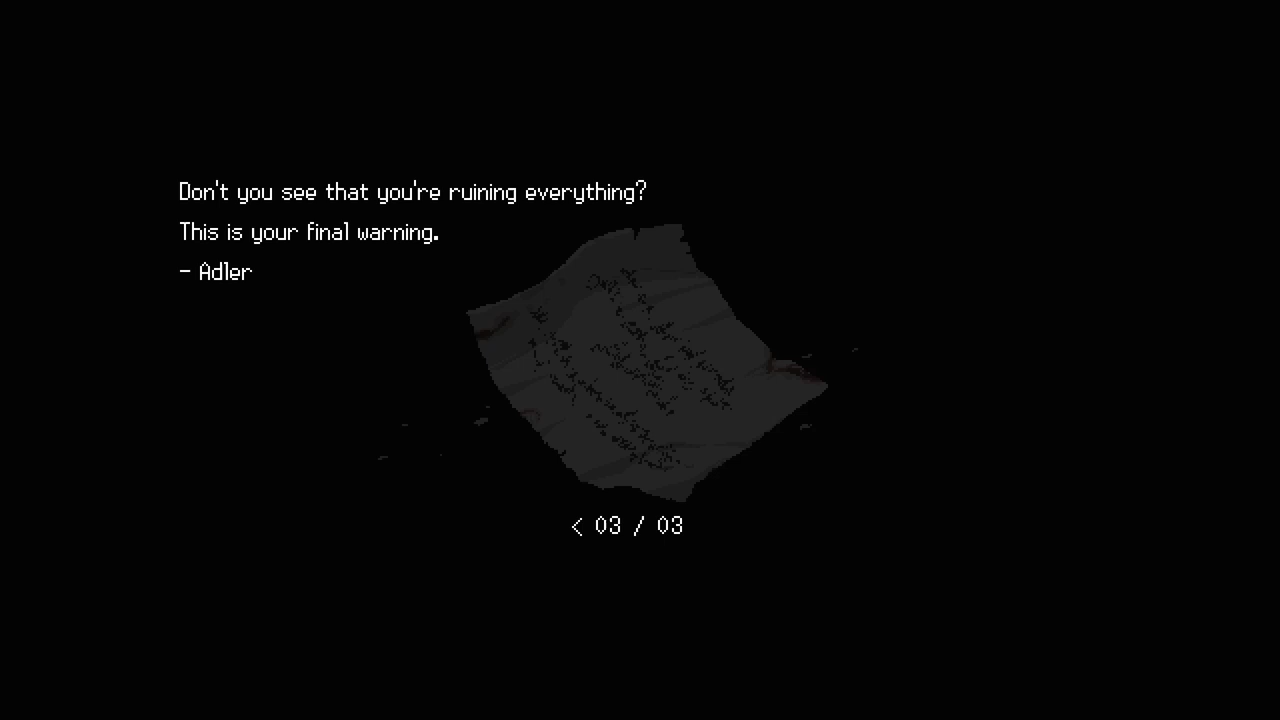 Don't you see that you're ruining everything?
This is your final warning.
- Adler
< 03 / 03